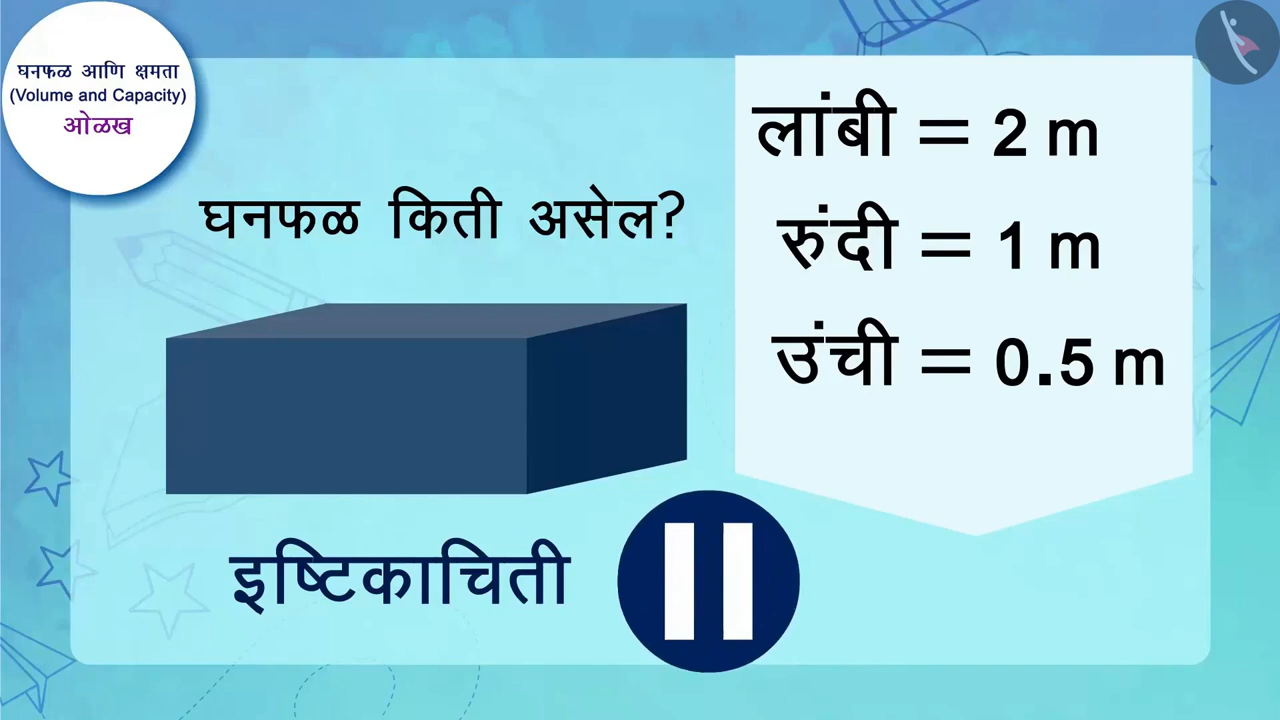 घनफळ आणि क्षमता
(Volume and Capacity)
ओळख
घनफळ किती असेल?
लांबी = 2 m
रुंदी = 1 m
उंची = 0.5 m
इष्टिकाचिती